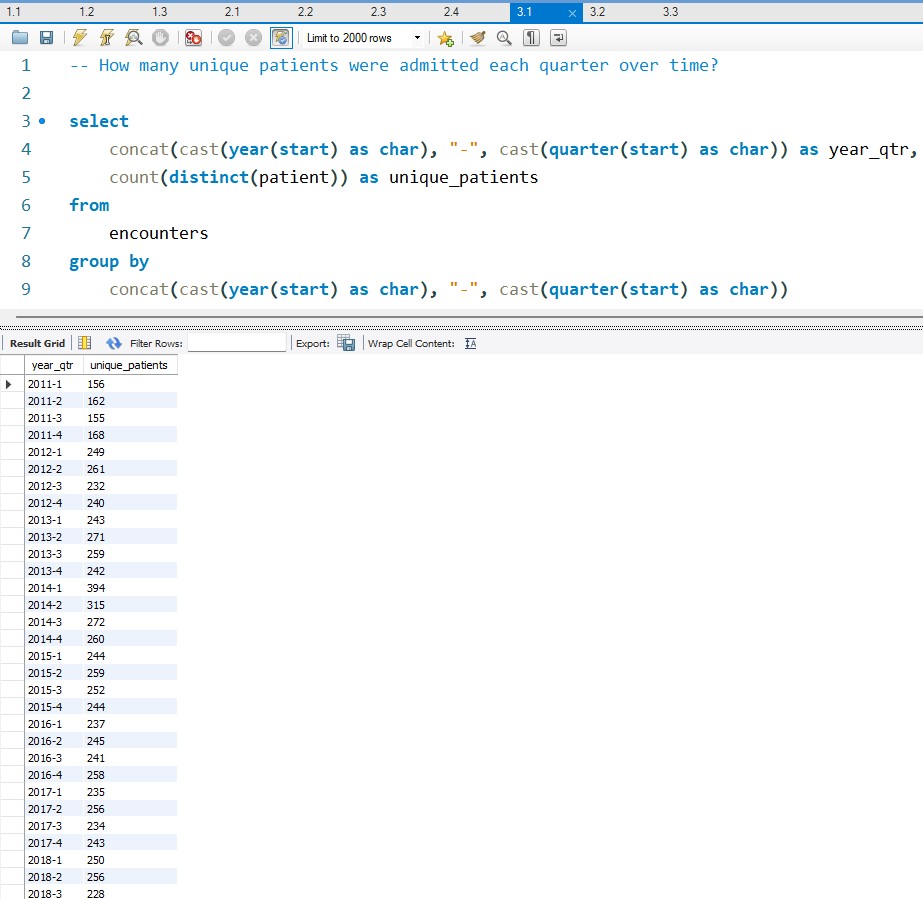 1.1 1.2 1.3 2.1 2.2 2.3 2.4 3.1 × 3.2 3.3
Limit to 2000 rows
1 -- How many unique patients were admitted each quarter over time?
2
3 select
4 concat(cast(year(start) as char), "-", cast(quarter(start) as char)) as year_qtr,
5 count(distinct(patient)) as unique_patients
6 from
7 encounters
8 group by
9 concat(cast(year(start) as char), "-", cast(quarter(start) as char))
Result Grid Filter Rows: Export: Wrap Cell Content: IA
year_qtr unique_patients
2011-1 156
2011-2 162
2011-3 155
2011-4 168
2012-1 249
2012-2 261
2012-3 232
2012-4 240
2013-1 243
2013-2 271
2013-3 259
2013-4 242
2014-1 394
2014-2 315
2014-3 272
2014-4 260
2015-1 244
2015-2 259
2015-3 252
2015-4 244
2016-1 237
2016-2 245
2016-3 241
2016-4 258
2017-1 235
2017-2 256
2017-3 234
2017-4 243
2018-1 250
2018-2 256
2018-3 228